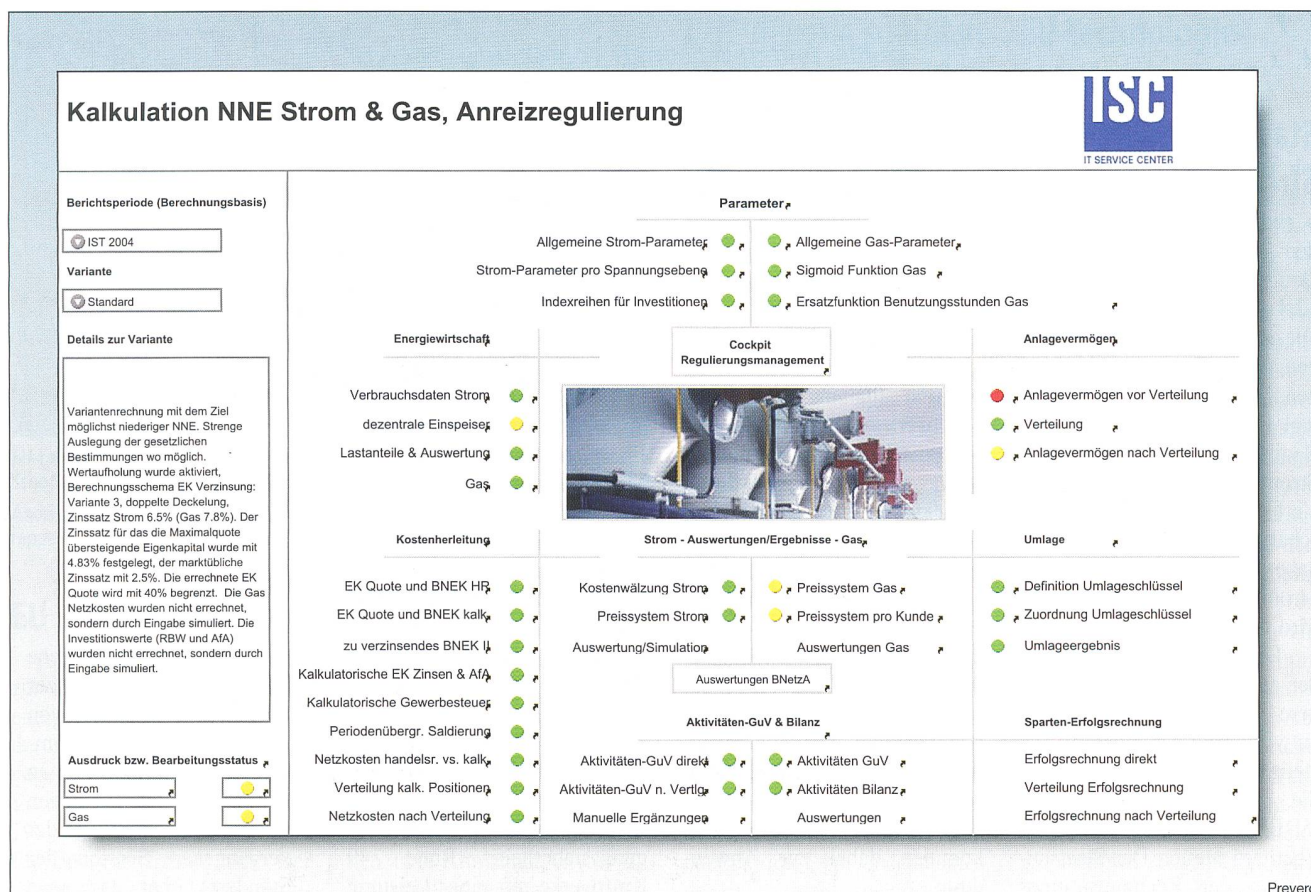 Kalkulation NNE Strom & Gas, Anreizregulierung
ISC
IT SERVICE CENTER
Berichtsperiode (Berechnungsbasis)
IST 2004
Variante
Standard
Details zur Variante
Variantenrechnung mit dem Ziel
möglichst niederiger NNE. Strenge
Auslegung der gesetzlichen
Bestimmungen wo möglich.
Wertaufholung wurde aktiviert,
Berechnungsschema EK Verzinsung:
Variante 3, doppelte Deckelung,
Zinssatz Strom 6.5% (Gas 7.8%). Der
Zinssatz für das die Maximalquote
übersteigende Eigenkapital wurde mit
4.83% festgelegt, der marktübliche
Zinssatz mit 2.5%. Die errechnete EK
Quote wird mit 40% begrenzt. Die Gas
Netzkosten wurden nicht errechnet,
sondern durch Eingabe simuliert. Die
Investitionswerte (RBW und AfA)
wurden nicht errechnet, sondern durch
Eingabe simuliert.
Ausdruck bzw. Bearbeitungsstatus
Strom
Gas
Parameter
Allgemeine Strom-Parameter
Allgemeine Gas-Parameter
Strom-Parameter pro Spannungsebene
Sigmoid Funktion Gas
Indexreihen für Investitionen
Ersatzfunktion Benutzungsstunden Gas
Energiewirtschaft
Verbrauchsdaten Strom
dezentrale Einspeiser
Lastanteile & Auswertung
Gas
Cockpit
Regulierungsmanagement
Anlagevermögen
Anlagevermögen vor Verteilung
Verteilung
Anlagevermögen nach Verteilung
Kostenherleitung
EK Quote und BNEK HR
EK Quote und BNEK kalk.
zu verzinsendes BNEK II
Kalkulatorische EK Zinsen & AfA
Kalkulatorische Gewerbesteuer
Periodenübergr. Saldierung
Netzkosten handelsr. vs. kalk.
Verteilung kalk. Positionen
Netzkosten nach Verteilung
Strom - Auswertungen/Ergebnisse - Gas
Kostenwälzung Strom
Preissystem Gas
Preissystem Strom
Preissystem pro Kunde
Auswertung/Simulation
Auswertungen Gas
Auswertungen BNetzA
Aktivitäten-GuV & Bilanz
Aktivitäten-GuV direkt
Aktivitäten GuV
Aktivitäten-GuV n. Vertlg.
Aktivitäten Bilanz
Manuelle Ergänzungen
Auswertungen
Umlage
Definition Umlageschlüssel
Zuordnung Umlageschlüssel
Umlageergebnis
Sparten-Erfolgsrechnung
Erfolgsrechnung direkt
Verteilung Erfolgsrechnung
Erfolgsrechnung nach Verteilung